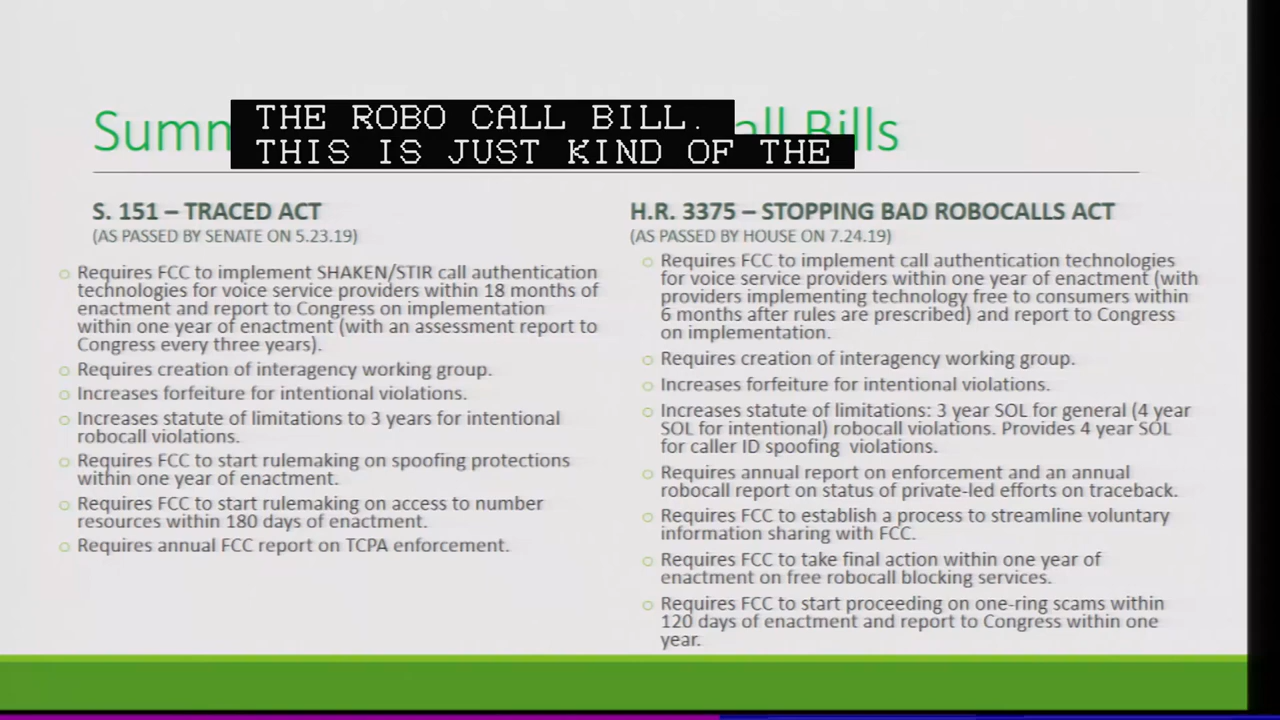 Summ
all Bills
THE ROBO CALL BILL.
THIS IS JUST KIND OF THE
S. 151 – TRACED ACT
(AS PASSED BY SENATE ON 5.23.19)
○ Requires FCC to implement SHAKEN/STIR call authentication
technologies for voice service providers within 18 months of
enactment and report to Congress on implementation
within one year of enactment (with an assessment report to
Congress every three years).
○ Requires creation of interagency working group.
○ Increases forfeiture for intentional violations.
○ Increases statute of limitations to 3 years for intentional
robocall violations.
○ Requires FCC to start rulemaking on spoofing protections
within one year of enactment.
○ Requires FCC to start rulemaking on access to number
resources within 180 days of enactment.
○ Requires annual FCC report on TCPA enforcement.
H.R. 3375 – STOPPING BAD ROBOCALLS ACT
(AS PASSED BY HOUSE ON 7.24.19)
○ Requires FCC to implement call authentication technologies
for voice service providers within one year of enactment (with
providers implementing technology free to consumers within
6 months after rules are prescribed) and report to Congress
on implementation.
○ Requires creation of interagency working group.
○ Increases forfeiture for intentional violations.
○ Increases statute of limitations: 3 year SOL for general (4 year
SOL for intentional) robocall violations. Provides 4 year SOL
for caller ID spoofing violations.
○ Requires annual report on enforcement and an annual
robocall report on status of private-led efforts on traceback.
○ Requires FCC to establish a process to streamline voluntary
information sharing with FCC.
○ Requires FCC to take final action within one year of
enactment on free robocall blocking services.
○ Requires FCC to start proceeding on one-ring scams within
120 days of enactment and report to Congress within one
year.